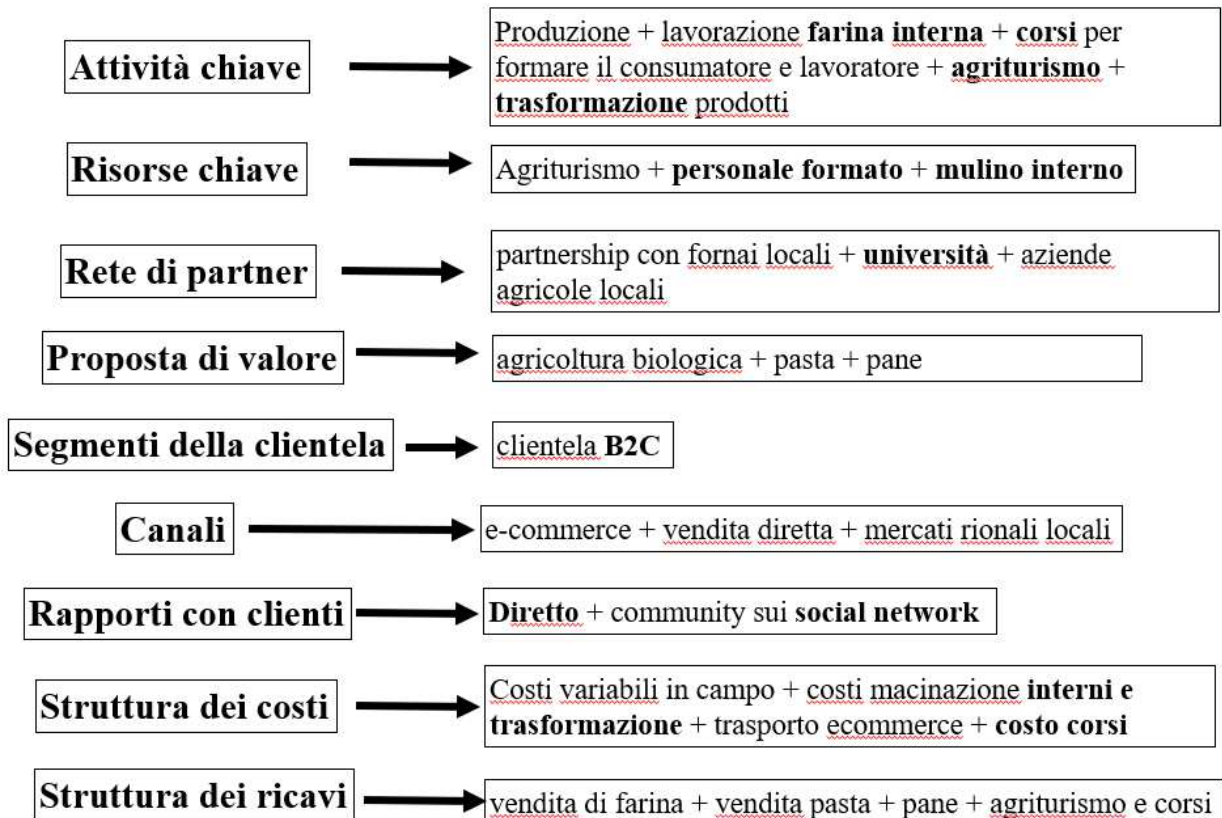 Attività chiave
Produzione + lavorazione farina interna + corsi per
formare il consumatore e lavoratore + agriturismo +
trasformazione prodotti
Risorse chiave
Agriturismo + personale formato + mulino interno
Rete di partner
partnership con fornai locali + università + aziende
agricole locali
Proposta di valore
agricoltura biologica + pasta + pane
Segmenti della clientela
clientela B2C
Canali
e-commerce + vendita diretta + mercati rionali locali
Rapporti con clienti
Diretto + community sui social network
Struttura dei costi
Costi variabili in campo + costi macinazione interni e
trasformazione + trasporto ecommerce + costo corsi
Struttura dei ricavi
vendita di farina + vendita pasta + pane + agriturismo e corsi